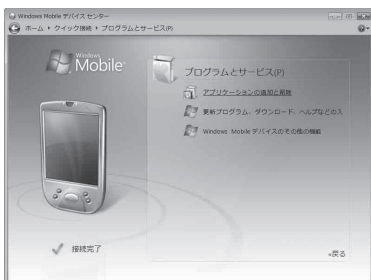 Windows Mobile デバイス センター
ホーム ▸ クイック接続 ▸ プログラムとサービス(P)
Windows
Mobile
プログラムとサービス(P)
アプリケーションの追加と削除
更新プログラム、ダウンロード、ヘルプなどの入
Windows Mobile デバイスのその他の機能
接続完了
«戻る